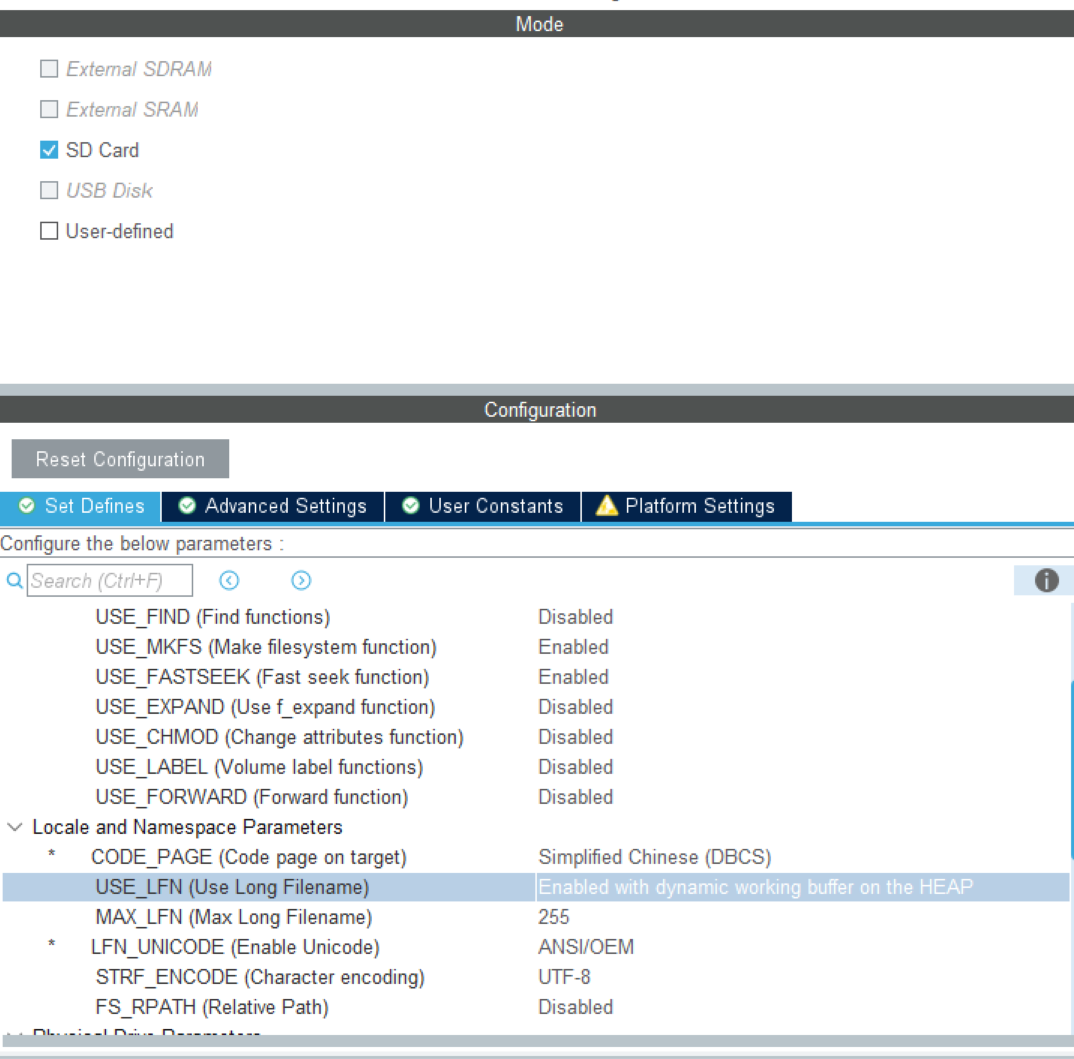 Mode
External SDRAM
External SRAM
SD Card
USB Disk
User-defined
Configuration
Reset Configuration
Set Defines Advanced Settings User Constants Platform Settings
Configure the below parameters :
Search (Ctrl+F)
USE_FIND (Find functions) Disabled
USE_MKFS (Make filesystem function) Enabled
USE_FASTSEEK (Fast seek function) Enabled
USE_EXPAND (Use f_expand function) Disabled
USE_CHMOD (Change attributes function) Disabled
USE_LABEL (Volume label functions) Disabled
USE_FORWARD (Forward function) Disabled
Locale and Namespace Parameters
* CODE_PAGE (Code page on target) Simplified Chinese (DBCS)
USE_LFN (Use Long Filename) Enabled with dynamic working buffer on the HEAP
MAX_LFN (Max Long Filename) 255
* LFN_UNICODE (Enable Unicode) ANSI/OEM
STRF_ENCODE (Character encoding) UTF-8
FS_RPATH (Relative Path) Disabled
Physical Drive Parameters